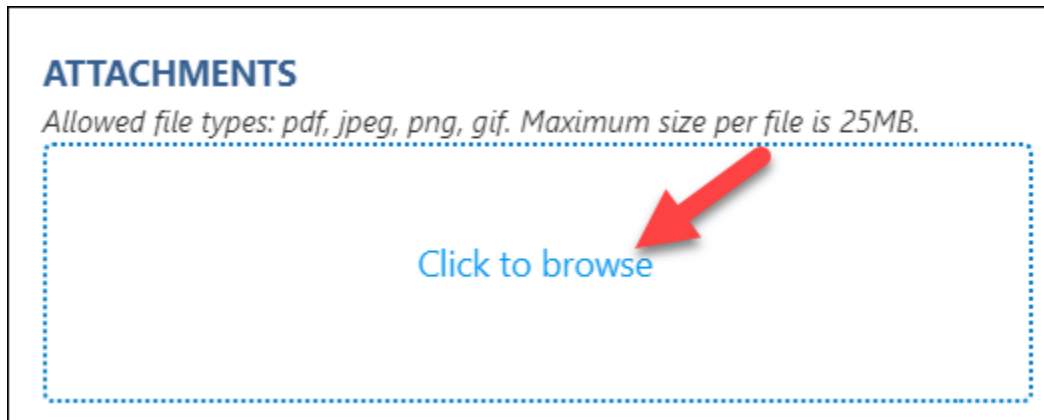 ATTACHMENTS
Allowed file types: pdf, jpeg, png, gif. Maximum size per file is 25MB.
Click to browse